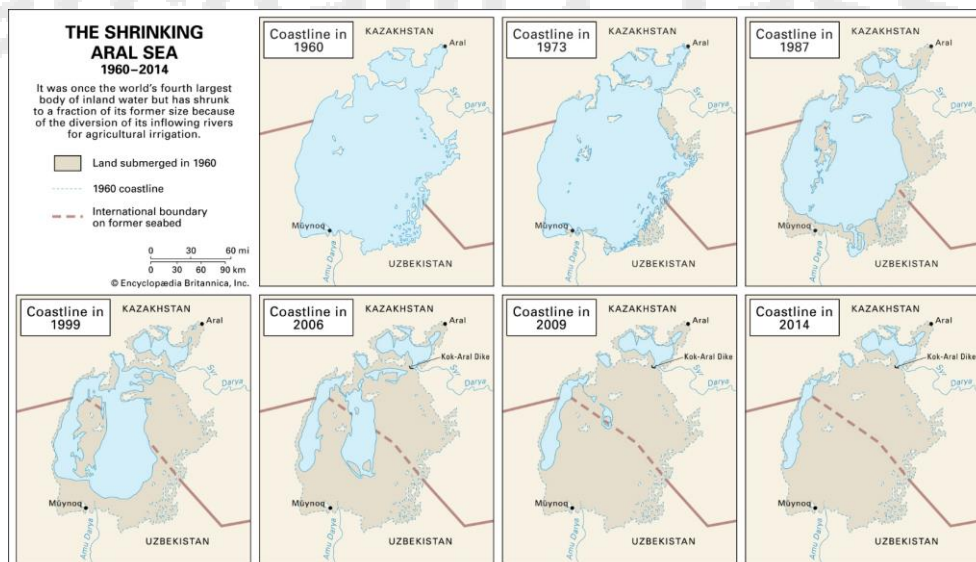 THE SHRINKING
ARAL SEA
1960–2014
It was once the world's fourth largest
body of inland water but has shrunk
to a fraction of its former size because
of the diversion of its inflowing rivers
for agricultural irrigation.
Land submerged in 1960
1960 coastline
International boundary
on former seabed
0 30 60 mi
0 30 60 90 km
© Encyclopædia Britannica, Inc.
Coastline in
1960
KAZAKHSTAN
Aral
Syr
Darya
Mŭynoq
Amu Darya
UZBEKISTAN
Coastline in
1973
KAZAKHSTAN
Aral
Syr
Darya
Mŭynoq
Amu Darya
UZBEKISTAN
Coastline in
1987
KAZAKHSTAN
Aral
Syr
Darya
Mŭynoq
Amu Darya
UZBEKISTAN
Coastline in
1999
KAZAKHSTAN
Aral
Syr
Darya
Mŭynoq
Amu Darya
UZBEKISTAN
Coastline in
2006
KAZAKHSTAN
Aral
Kok-Aral Dike
Syr
Darya
Mŭynoq
Amu Darya
UZBEKISTAN
Coastline in
2009
KAZAKHSTAN
Aral
Kok-Aral Dike
Syr
Darya
Mŭynoq
Amu Darya
UZBEKISTAN
Coastline in
2014
KAZAKHSTAN
Aral
Kok-Aral Dike
Syr
Darya
Mŭynoq
Amu Darya
UZBEKISTAN